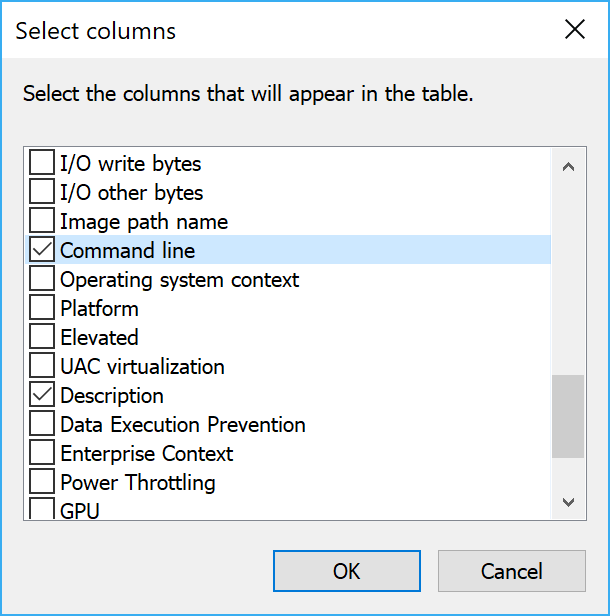 Select columns
Select the columns that will appear in the table.
I/O write bytes
I/O other bytes
Image path name
Command line
Operating system context
Platform
Elevated
UAC virtualization
Description
Data Execution Prevention
Enterprise Context
Power Throttling
GPU
OK
Cancel